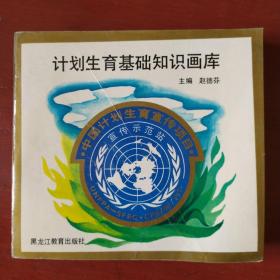 计划生育基础知识画库
主编 赵德芬
中国计划生育宣传项目
宣传示范站
黑龙江教育出版社